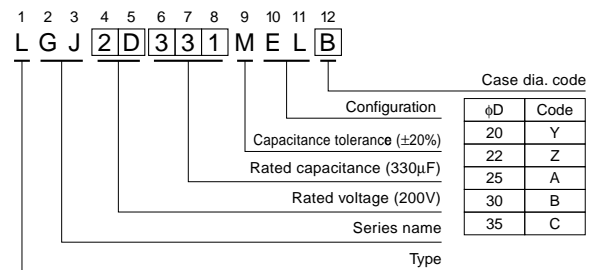 1 2 3 4 5 6 7 8 9 10 11 12
L G J 2 D 3 3 1 M E L B
Case dia. code
Configuration
Capacitance tolerance (±20%)
Rated capacitance (330μF)
Rated voltage (200V)
Series name
Type
φD Code
20 Y
22 Z
25 A
30 B
35 C